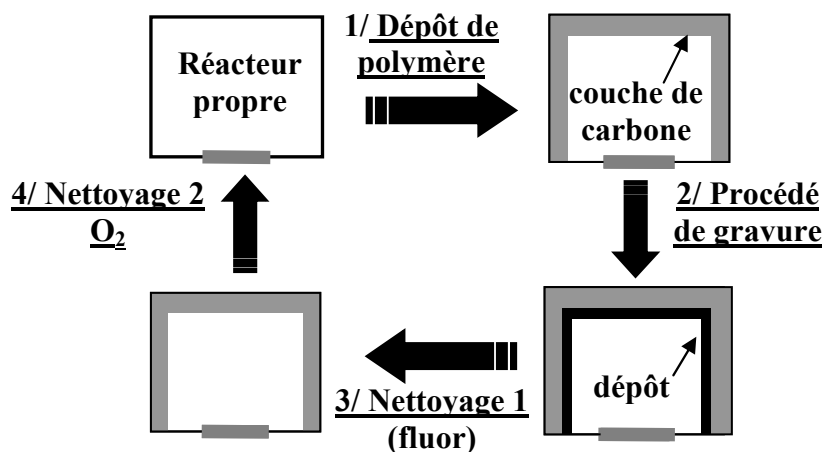 Réacteur
propre
1/ Dépôt de
polymère
couche de
carbone
2/ Procédé
de gravure
dépôt
3/ Nettoyage 1
(fluor)
4/ Nettoyage 2
O₂